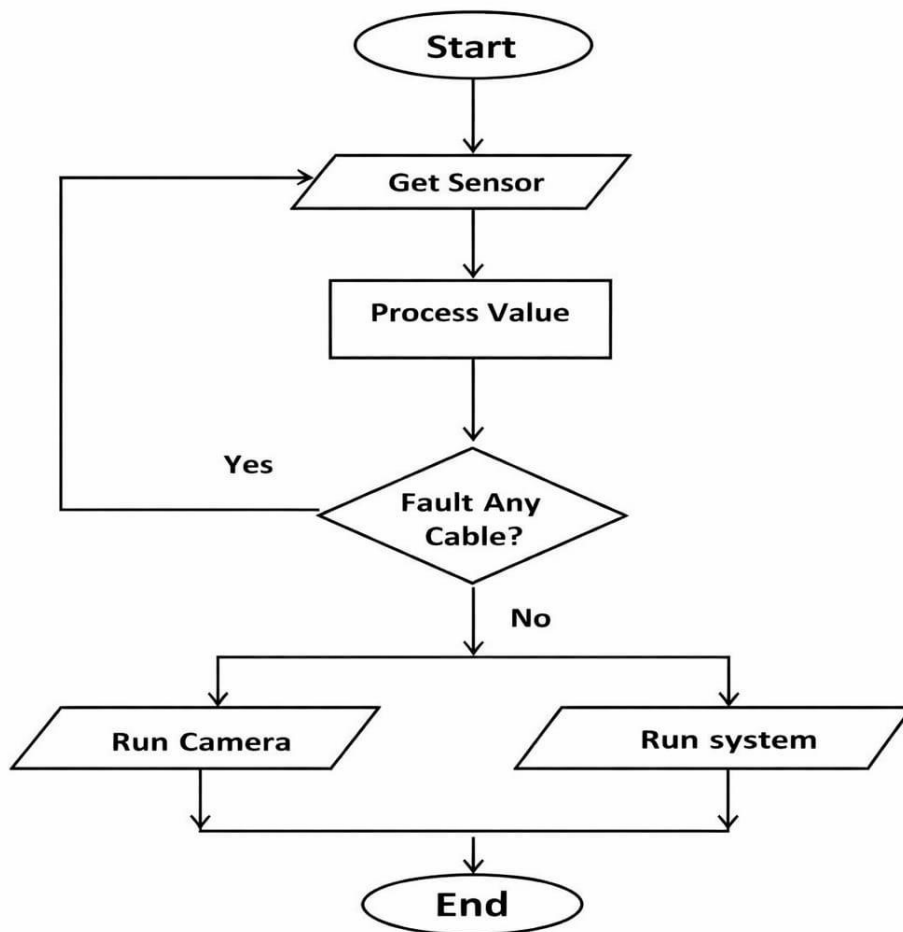 Start
Get Sensor
Process Value
Yes
Fault Any
Cable?
No
Run Camera
Run system
End